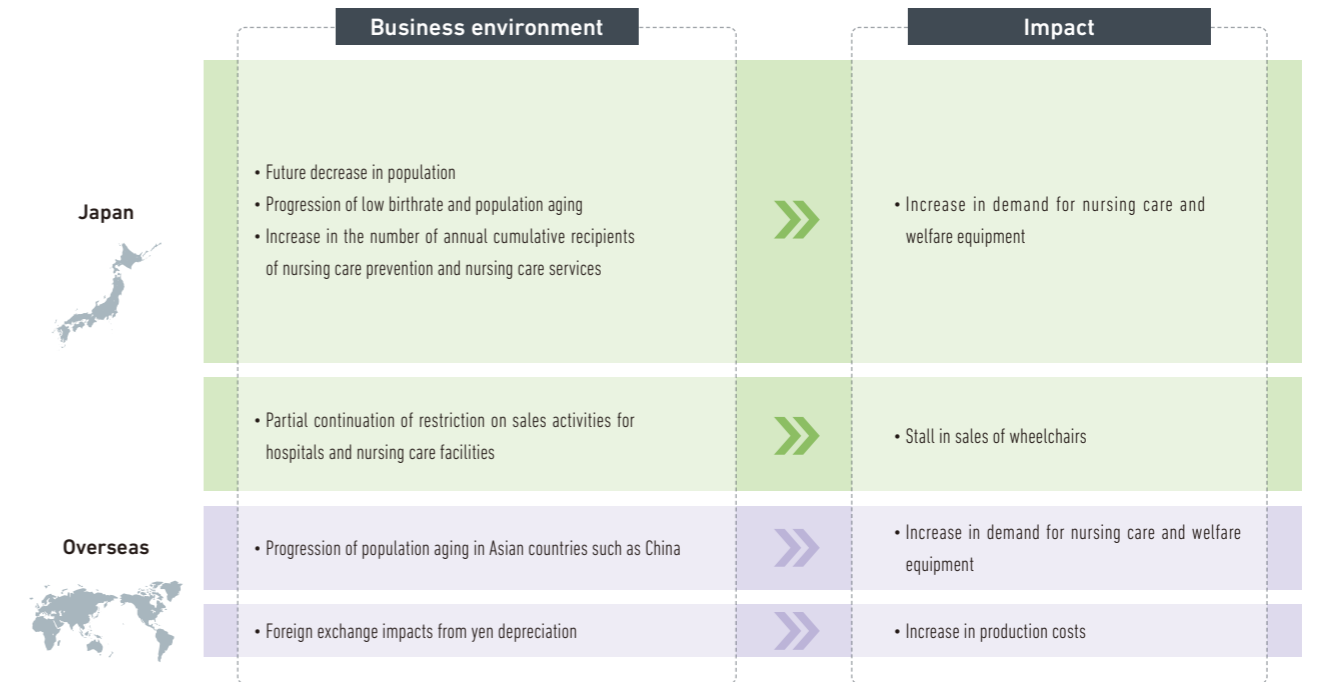 Business environment
Impact
Japan
• Future decrease in population
• Progression of low birthrate and population aging
• Increase in the number of annual cumulative recipients
of nursing care prevention and nursing care services
• Increase in demand for nursing care and
welfare equipment
• Partial continuation of restriction on sales activities for
hospitals and nursing care facilities
• Stall in sales of wheelchairs
Overseas
• Progression of population aging in Asian countries such as China
• Increase in demand for nursing care and welfare
equipment
• Foreign exchange impacts from yen depreciation
• Increase in production costs